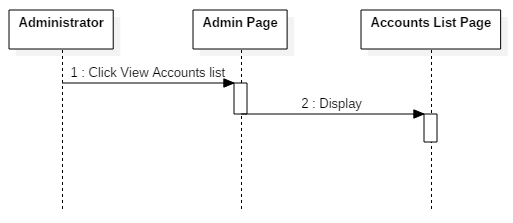 Administrator
Admin Page
Accounts List Page
1 : Click View Accounts list
2 : Display